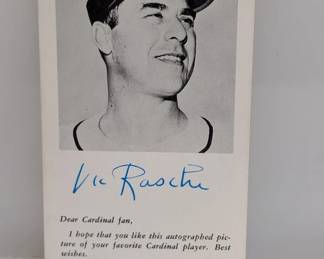 Vic Raschi
Dear Cardinal fan,
I hope that you like this autographed pic-
ture of your favorite Cardinal player. Best
wishes.